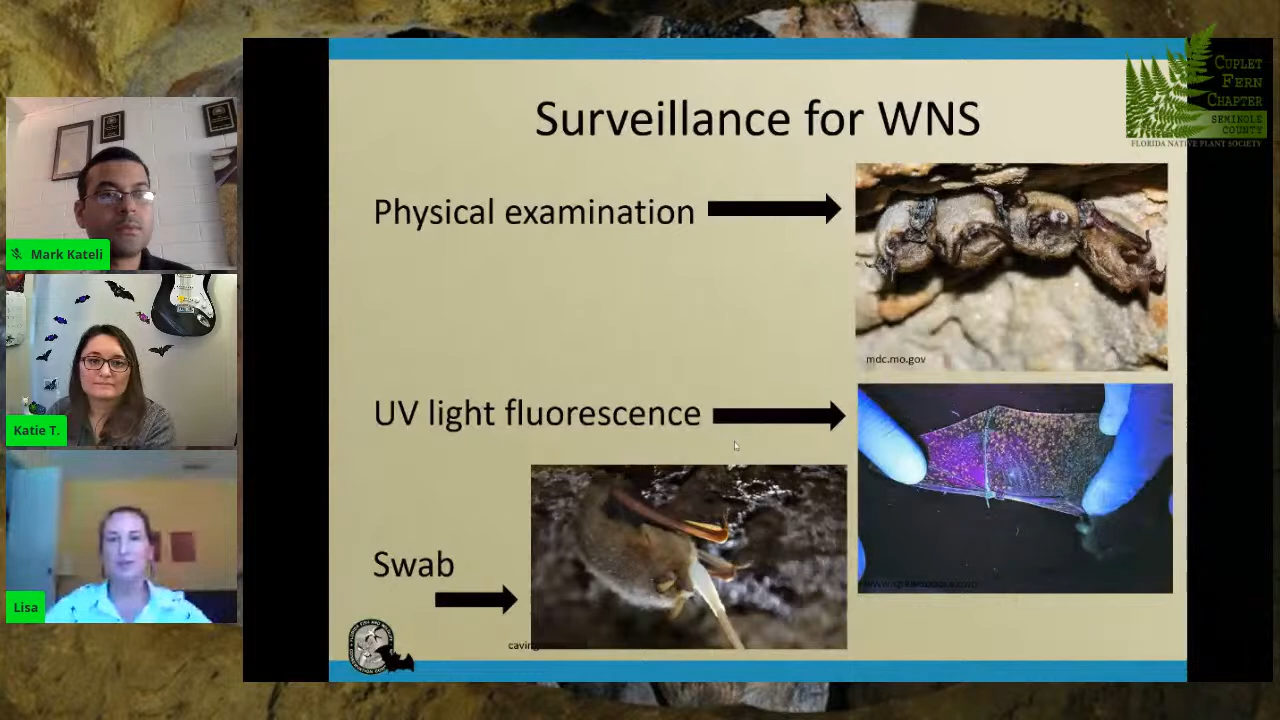 Surveillance for WNS
CUPLET
FERN
CHAPTER
SEMINOLE
COUNTY
FLORIDA NATIVE PLANT SOCIETY
Physical examination
mdc.mo.gov
UV light fluorescence
Swab
caving
Mark Kateli
Katie T.
Lisa